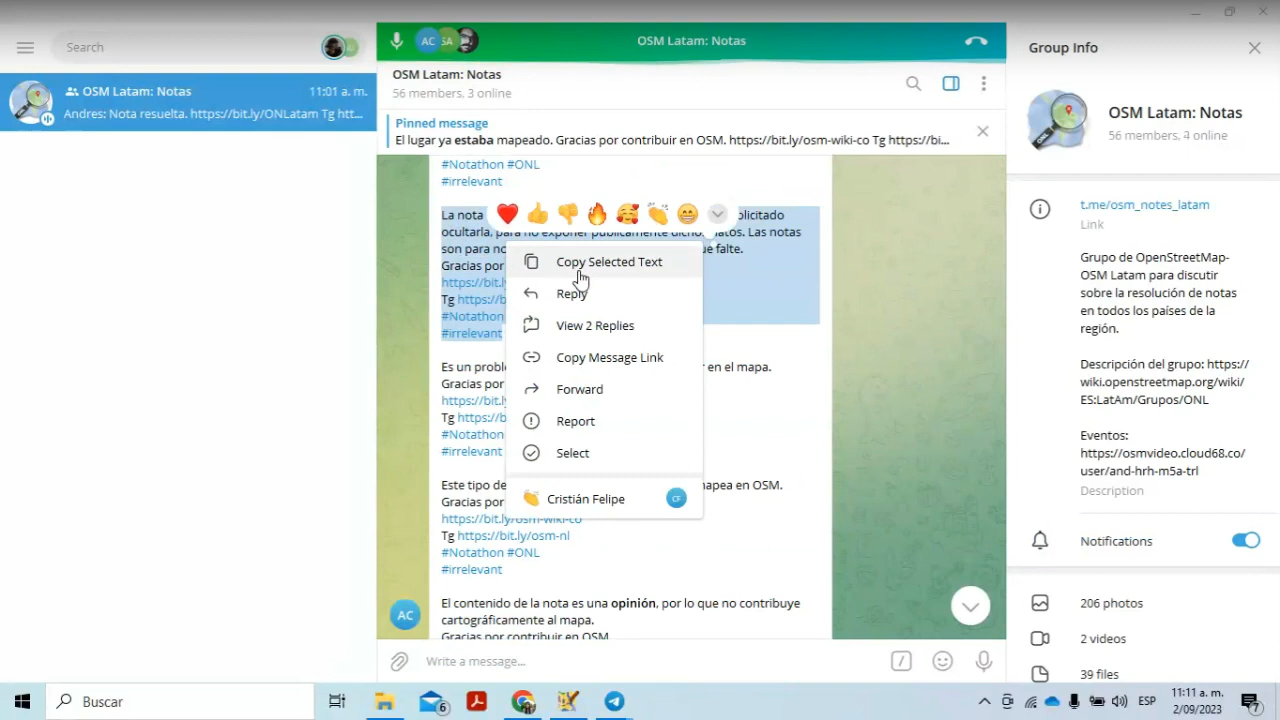 Search
OSM Latam: Notas
11:01 a. m.
Andres: Nota resuelta. https://bit.ly/ONLatam Tg htt...
AC
SA
OSM Latam: Notas
OSM Latam: Notas
56 members, 3 online
Pinned message
El lugar ya estaba mapeado. Gracias por contribuir en OSM. https://bit.ly/osm-wiki-co Tg https://bi...
#Notathon #ONL
#irrelevant
La nota
olicitado
ocultarla, para no exponer públicamente dichos datos. Las notas
son para no
ue falte.
Gracias por
https://bit.ly
Tg https://b
#Notathon
#irrelevant
Es un probl
en el mapa.
Gracias por
https://bit.ly
Tg https://b
#Notathon
#irrelevant
Este tipo de
mapea en OSM.
Gracias por
https://bit.ly/osm-wiki-co
Tg https://bit.ly/osm-nl
#Notathon #ONL
#irrelevant
El contenido de la nota es una opinión, por lo que no contribuye
cartográficamente al mapa.
Gracias por contribuir en OSM.
AC
Copy Selected Text
Reply
View 2 Replies
Copy Message Link
Forward
Report
Select
Cristián Felipe
CF
Write a message...
Group Info
OSM Latam: Notas
56 members, 4 online
ONL
t.me/osm_notes_latam
Link
Grupo de OpenStreetMap-
OSM Latam para discutir
sobre la resolución de notas
en todos los países de la
región.
Descripción del grupo: https://
wiki.openstreetmap.org/wiki/
ES:LatAm/Grupos/ONL
Eventos:
https://osmvideo.cloud68.co/
user/and-hrh-m5a-trl
Description
Notifications
206 photos
2 videos
39 files
Buscar
6
ESP
11:11 a. m.
2/09/2023
7